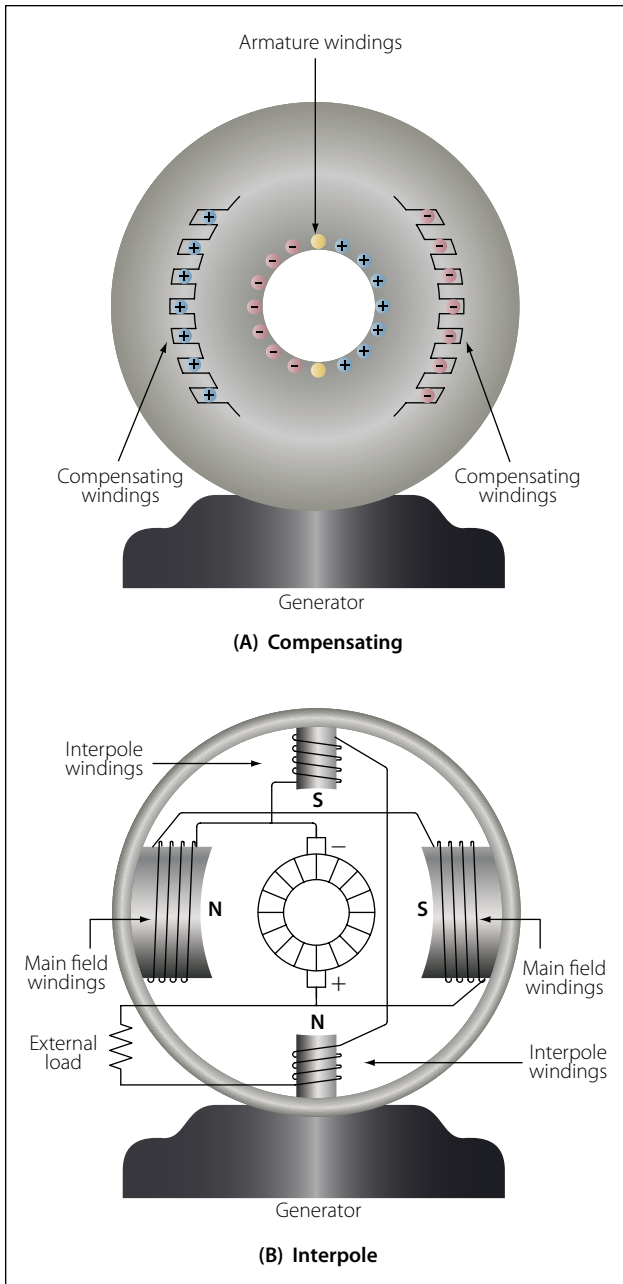 Armature windings
+
+
+
+
+
+
+
-
-
-
-
-
-
-
-
-
-
-
-
-
-
+
+
+
+
+
+
+
Compensating
windings
Compensating
windings
Generator
(A) Compensating
Interpole
windings
S
−
N
S
Main field
windings
Main field
windings
+
N
External
load
Interpole
windings
Generator
(B) Interpole